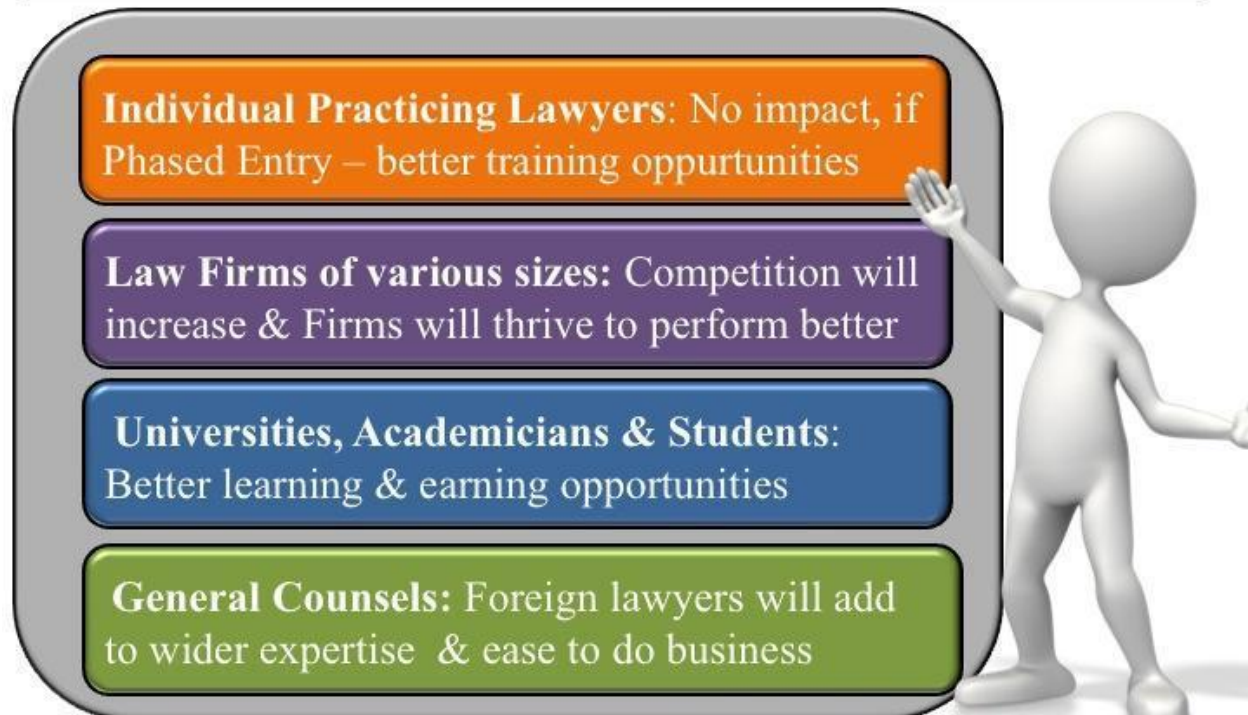 Individual Practicing Lawyers: No impact, if
Phased Entry – better training oppurtunities
Law Firms of various sizes: Competition will
increase & Firms will thrive to perform better
Universities, Academicians & Students:
Better learning & earning opportunities
General Counsels: Foreign lawyers will add
to wider expertise & ease to do business